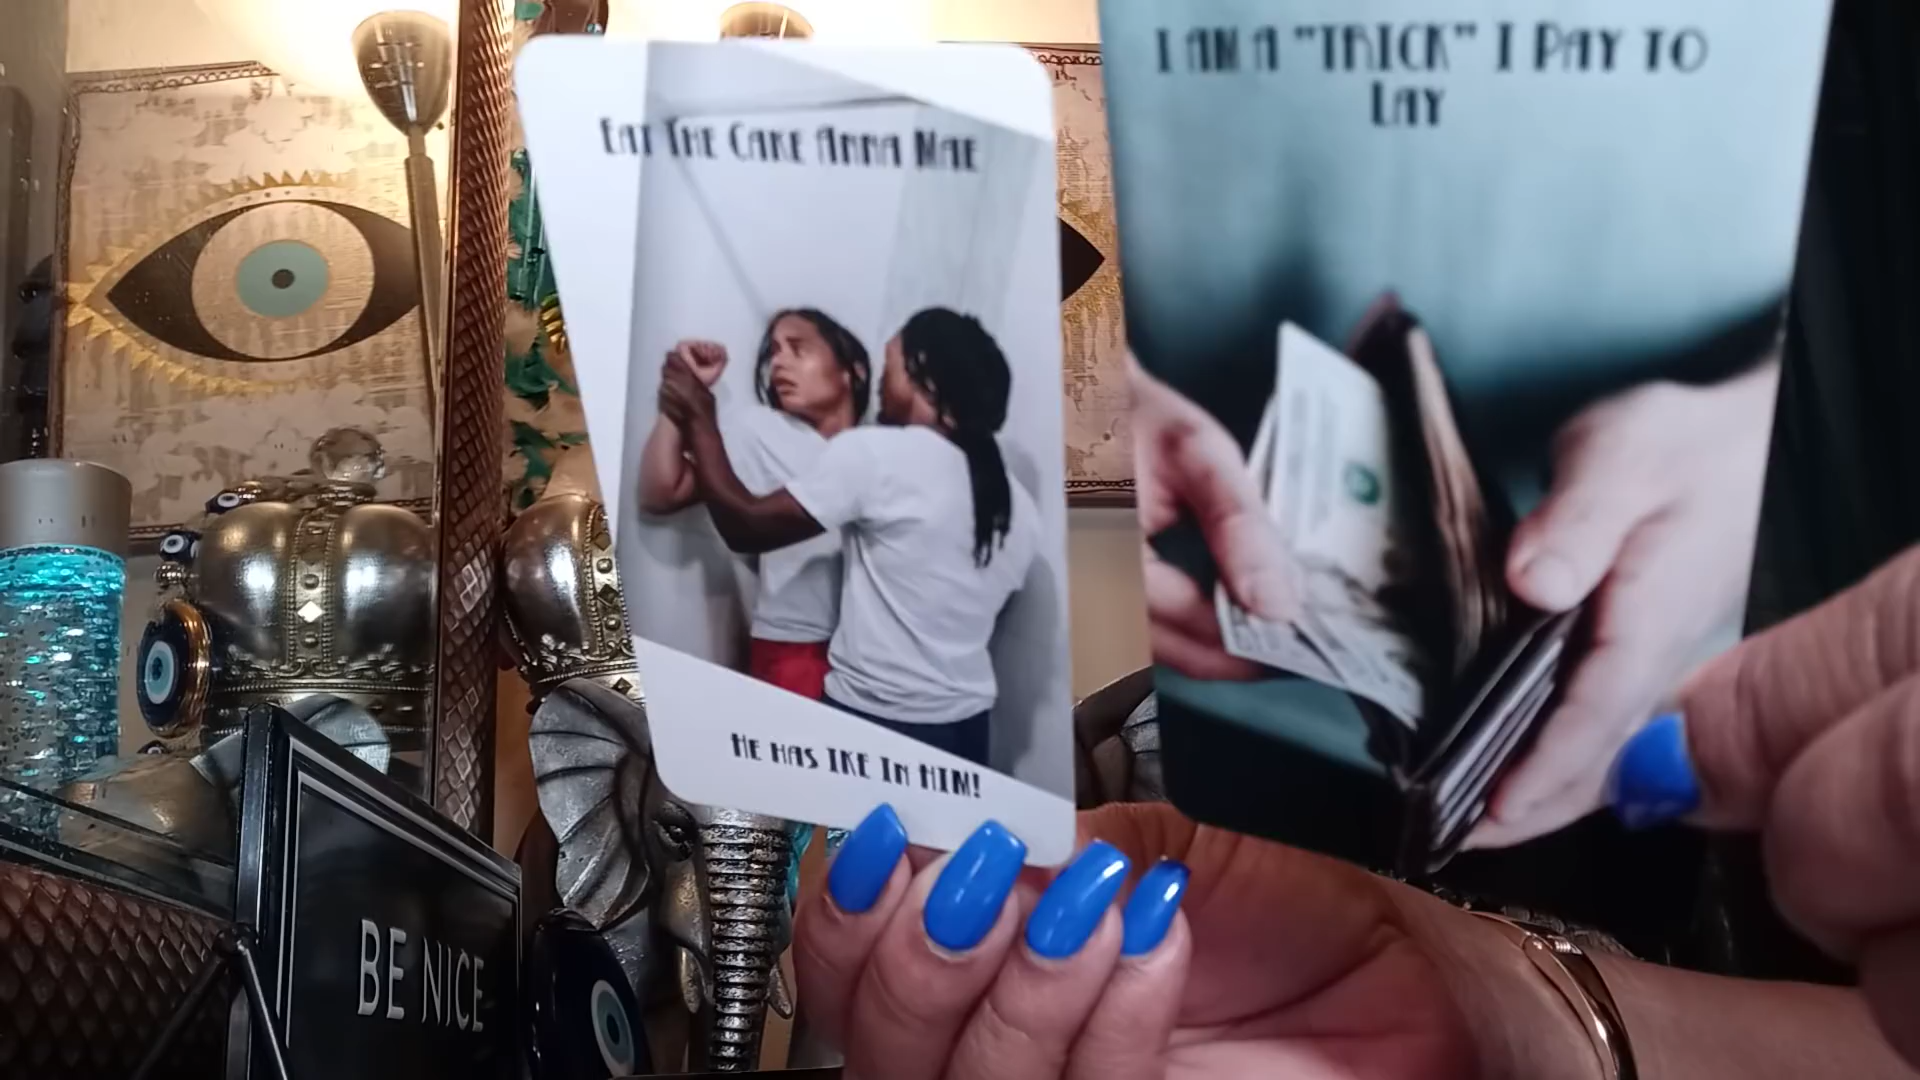 EAT THE CAKE ANNA MAE
HE HAS IKE IN HIM!
I AM A "TRICK" I PAY TO
LAY
BE NICE